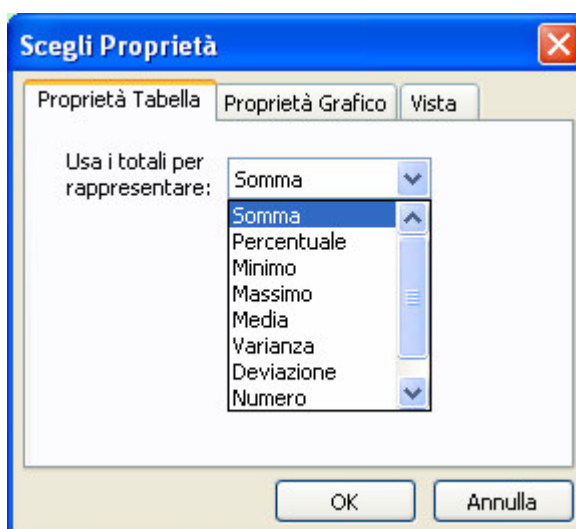 Scegli Proprietà
Proprietà Tabella Proprietà Grafico Vista
Usa i totali per
rappresentare:
Somma
Somma
Percentuale
Minimo
Massimo
Media
Varianza
Deviazione
Numero
OK Annulla